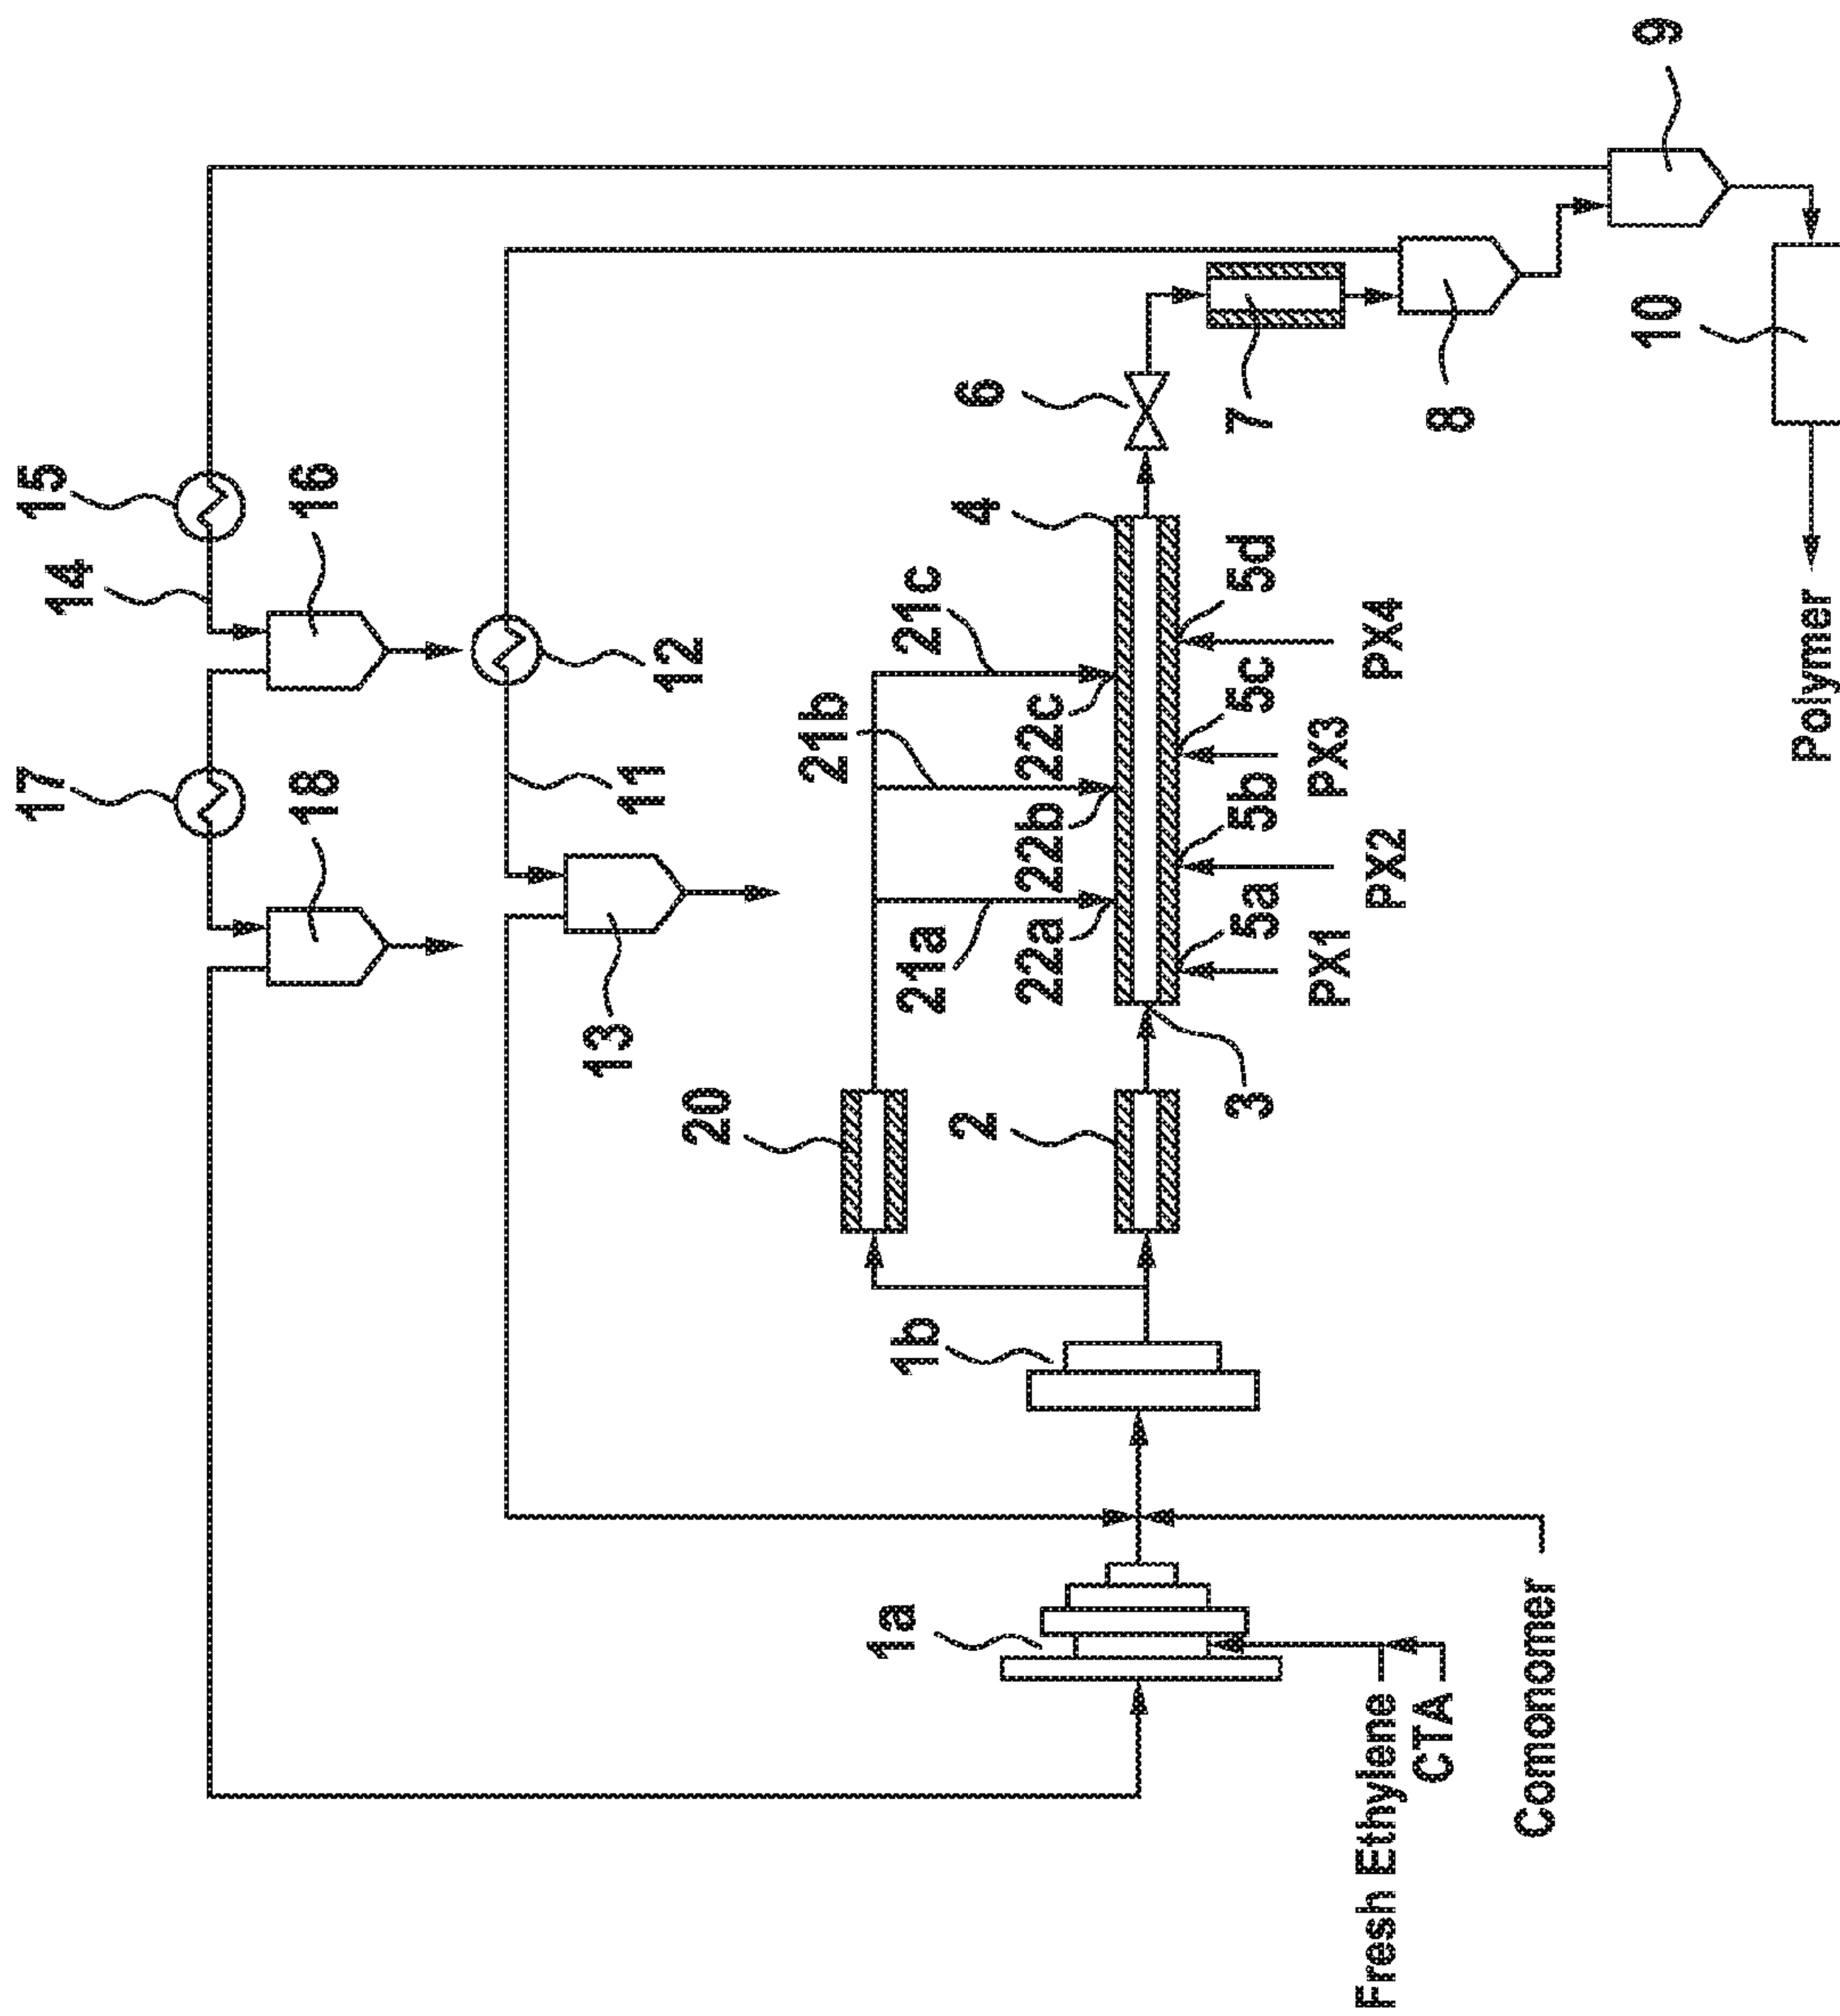 9
15
16
14
10
6
4
7
8
21c
5d
12
PX4
17
18
21b
22c
5c
11
PX3
22b
5b
Polymer
21a
22a
5a
PX2
13
PX1
20
2
3
1b
1a
Fresh Ethylene
CTA
Comonomer